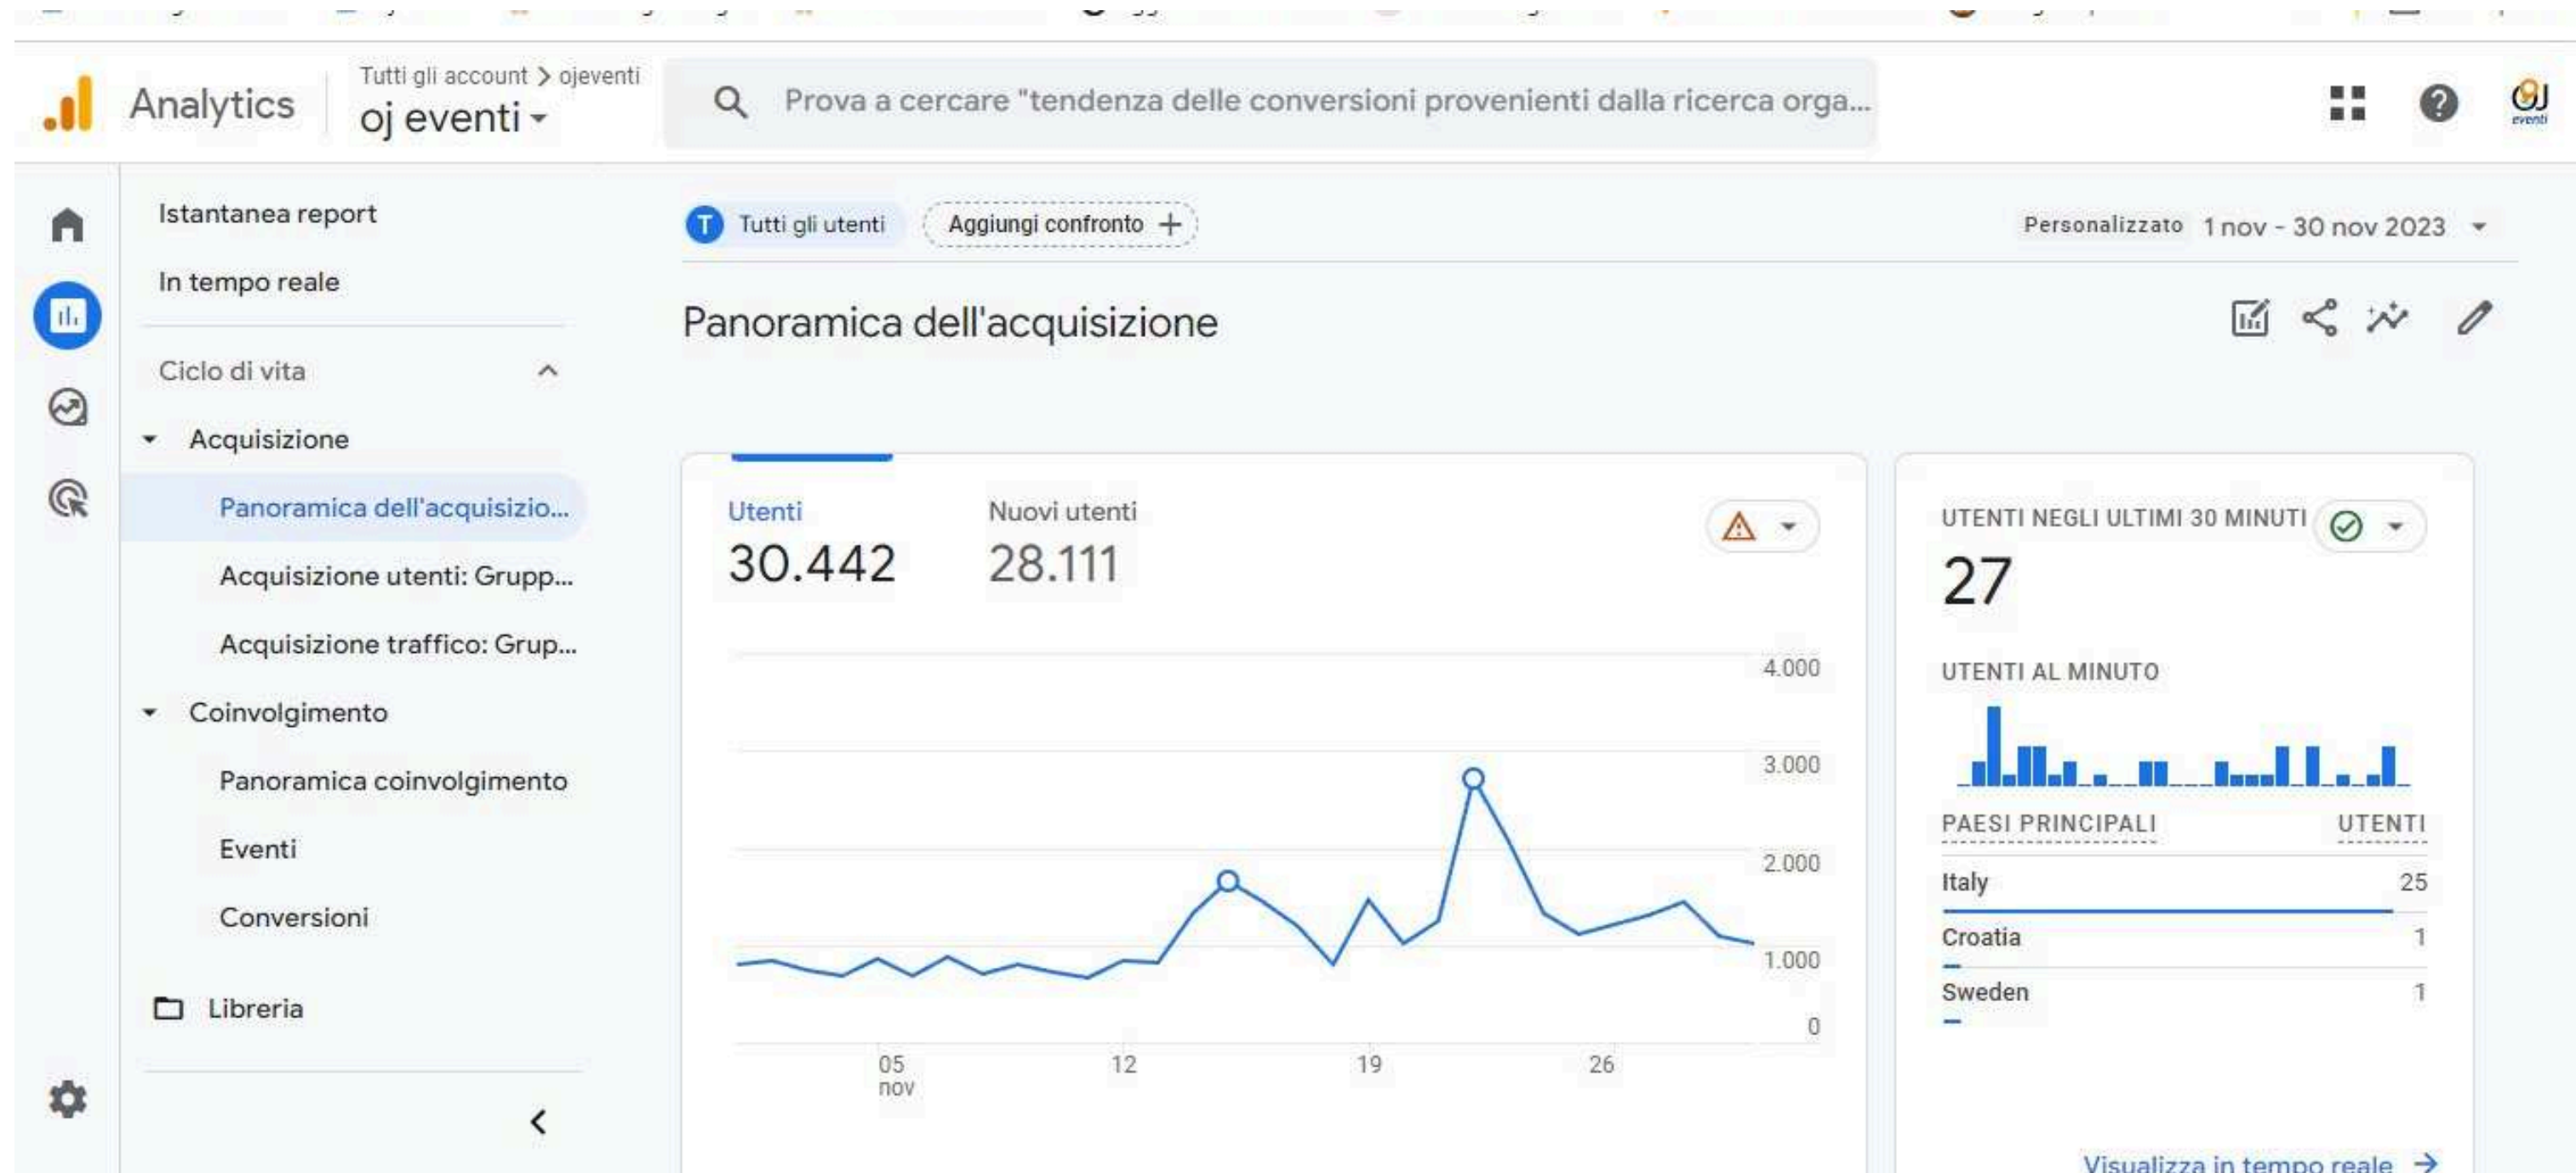 Analytics
Tutti gli account > ojeventi
oj eventi
Prova a cercare "tendenza delle conversioni provenienti dalla ricerca orga...
OJ
eventi
Istantanea report
In tempo reale
Ciclo di vita
Acquisizione
Panoramica dell'acquisizio...
Acquisizione utenti: Grupp...
Acquisizione traffico: Grup...
Coinvolgimento
Panoramica coinvolgimento
Eventi
Conversioni
Libreria
T Tutti gli utenti
Aggiungi confronto +
Personalizzato 1 nov - 30 nov 2023
Panoramica dell'acquisizione
Utenti
30.442
Nuovi utenti
28.111
4.000
3.000
2.000
1.000
0
05
nov
12
19
26
UTENTI NEGLI ULTIMI 30 MINUTI
27
UTENTI AL MINUTO
PAESI PRINCIPALI UTENTI
Italy 25
Croatia 1
Sweden 1
Visualizza in tempo reale